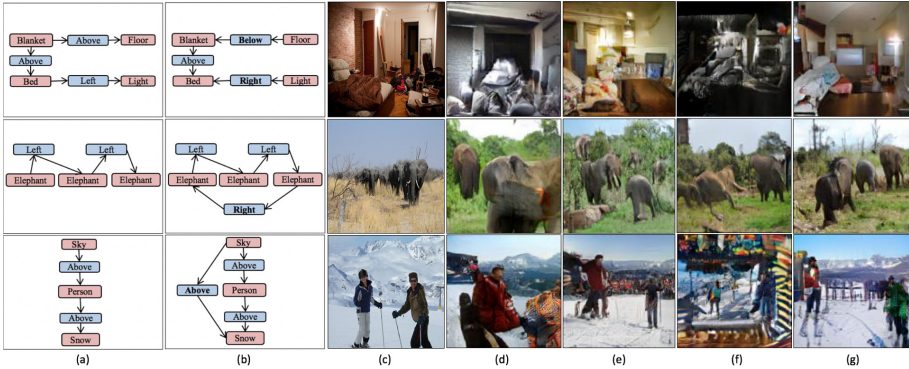 Blanket Above Floor Blanket Below Floor
Above Above
Bed Left Light Bed Right Light
Left Left Left Left
Elephant Elephant Elephant Elephant Elephant Elephant
Right
Sky Sky
Above Above
Person Above Person
Above Above
Snow Snow
(a) (b) (c) (d) (e) (f) (g)